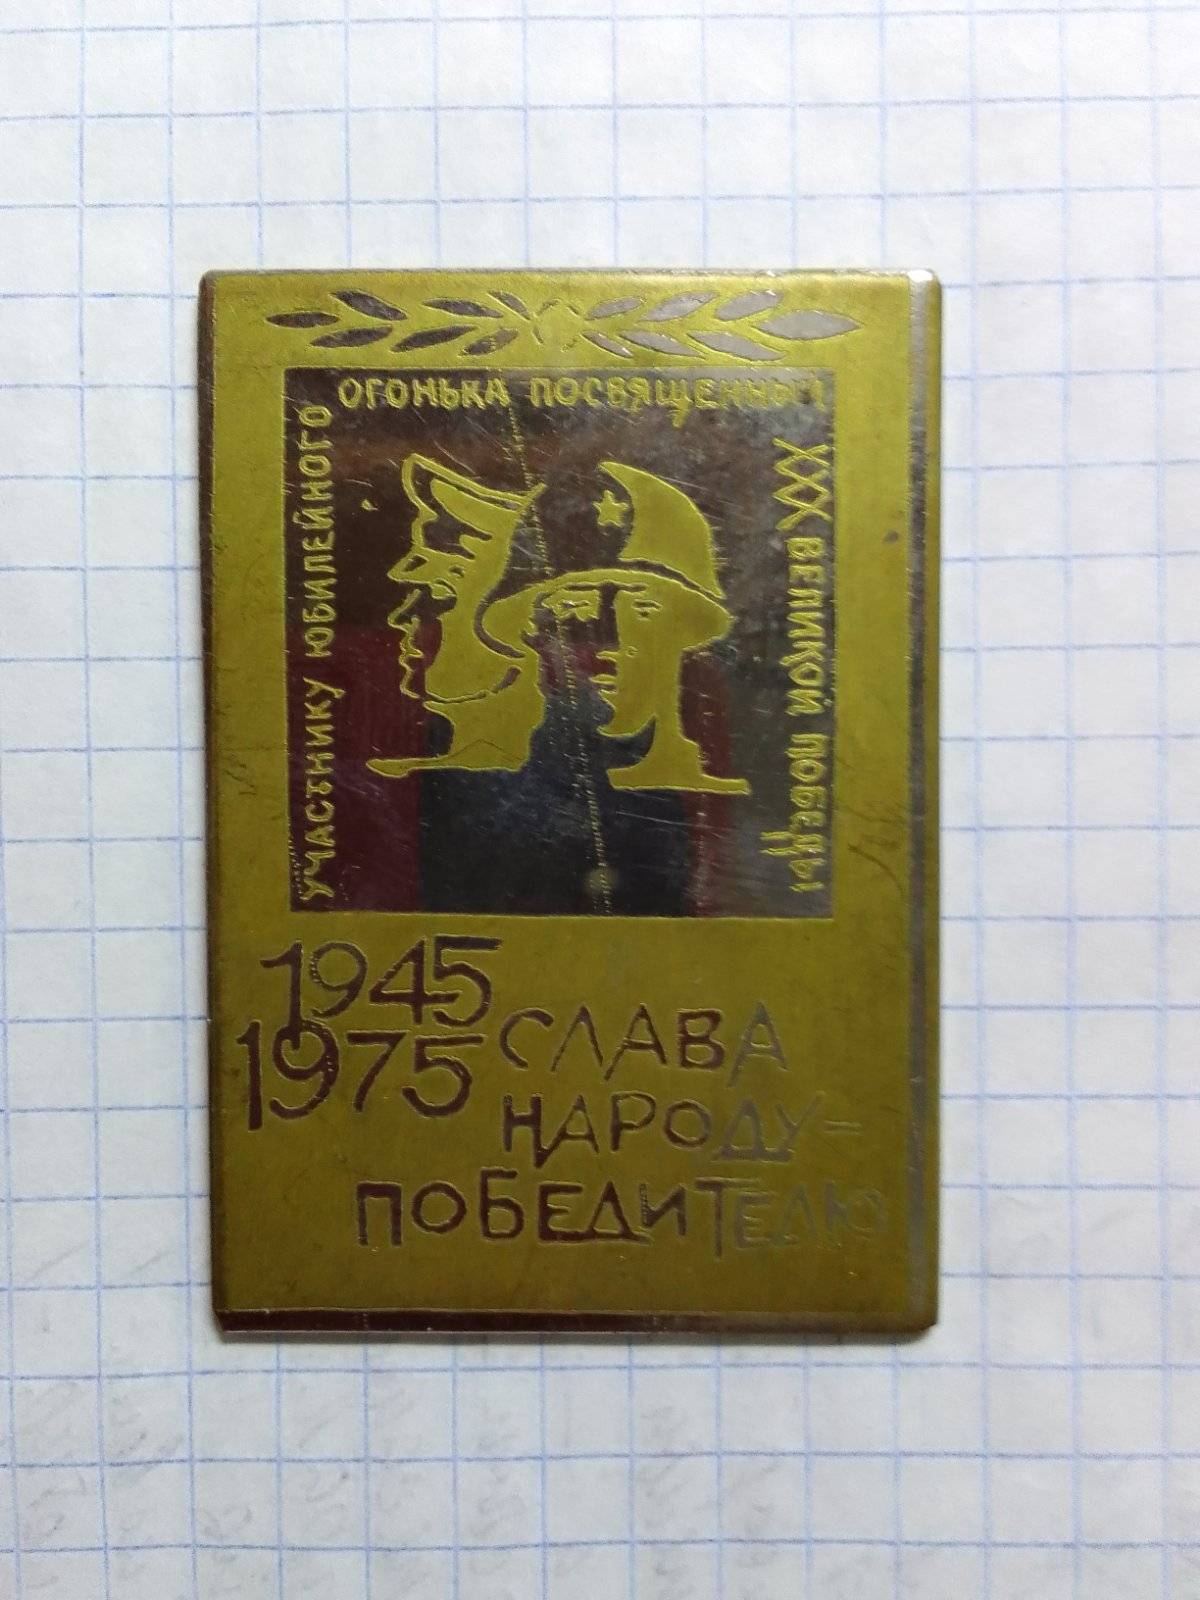 УЧАСТНИКУ ЮБИЛЕЙНОГО
ОГОНЬКА ПОСВЯЩЕННЫЙ
XXX ВЕЛИКОЙ ПОБЕДЫ
1945
1975
СЛАВА
НАРОДУ-
ПОБЕДИТЕЛЮ